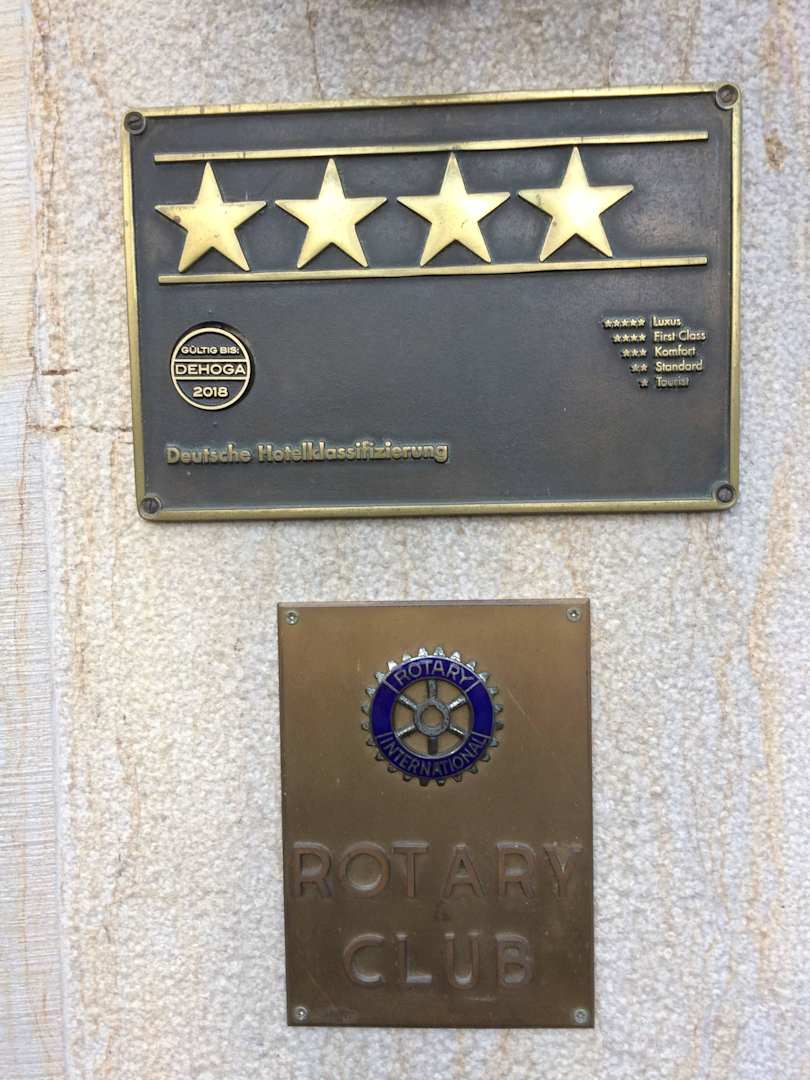 GÜLTIG BIS:
DEHOGA
2018
***** Luxus
**** First Class
*** Komfort
** Standard
* Tourist
Deutsche Hotelklassifizierung
ROTARY
INTERNATIONAL
ROTARY
CLUB